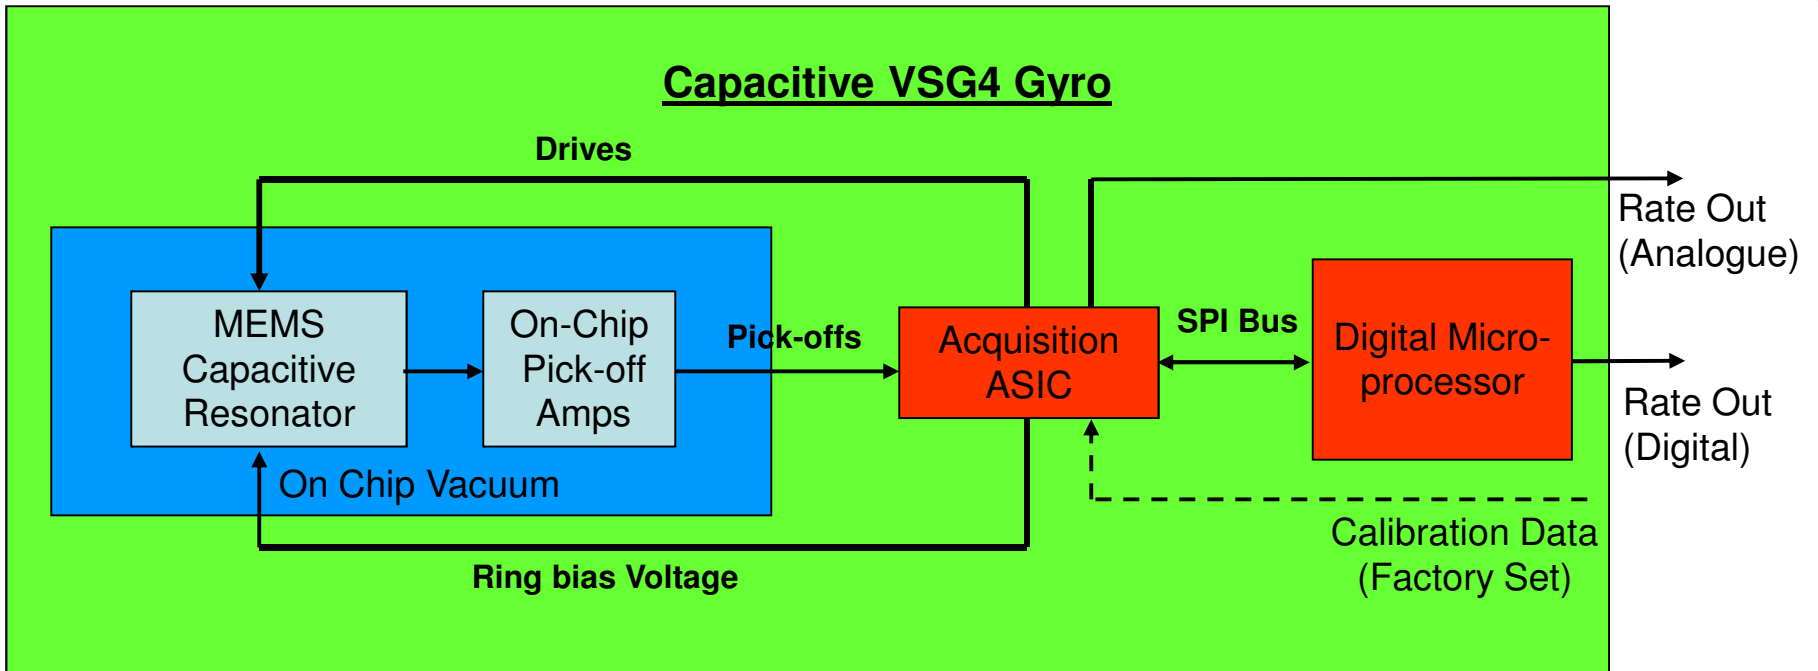 Capacitive VSG4 Gyro
Drives
Rate Out
(Analogue)
MEMS
Capacitive
Resonator
On-Chip
Pick-off
Amps
Pick-offs
Acquisition
ASIC
SPI Bus
Digital Micro-
processor
Rate Out
(Digital)
On Chip Vacuum
Calibration Data
(Factory Set)
Ring bias Voltage